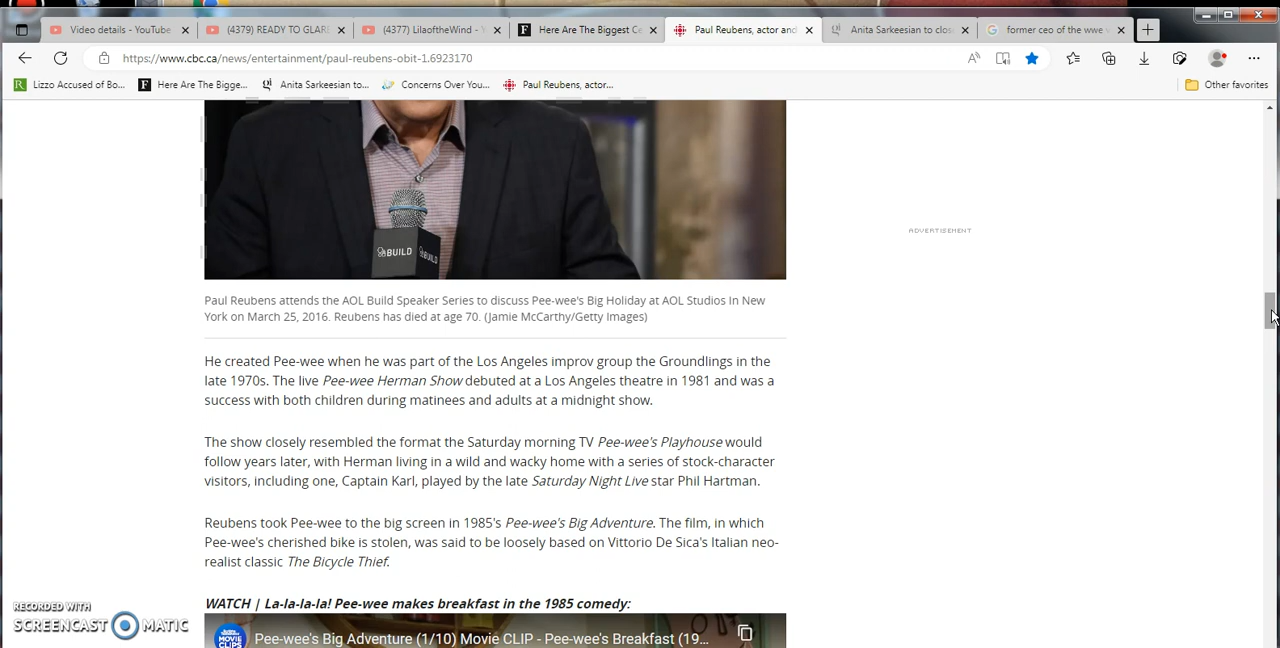 Video details - YouTube
(4379) READY TO GLARE
(4377) LilaoftheWind - Y
Here Are The Biggest Ce
Paul Reubens, actor and
Anita Sarkeesian to clos
former ceo of the wwe v
https://www.cbc.ca/news/entertainment/paul-reubens-obit-1.6923170
Lizzo Accused of Bo...
Here Are The Bigge...
Anita Sarkeesian to...
Concerns Over You...
Paul Reubens, actor...
Other favorites
BUILD
ADVERTISEMENT
Paul Reubens attends the AOL Build Speaker Series to discuss Pee-wee's Big Holiday at AOL Studios In New
York on March 25, 2016. Reubens has died at age 70. (Jamie McCarthy/Getty Images)
He created Pee-wee when he was part of the Los Angeles improv group the Groundlings in the
late 1970s. The live Pee-wee Herman Show debuted at a Los Angeles theatre in 1981 and was a
success with both children during matinees and adults at a midnight show.
The show closely resembled the format the Saturday morning TV Pee-wee's Playhouse would
follow years later, with Herman living in a wild and wacky home with a series of stock-character
visitors, including one, Captain Karl, played by the late Saturday Night Live star Phil Hartman.
Reubens took Pee-wee to the big screen in 1985's Pee-wee's Big Adventure. The film, in which
Pee-wee's cherished bike is stolen, was said to be loosely based on Vittorio De Sica's Italian neo-
realist classic The Bicycle Thief.
WATCH | La-la-la-la! Pee-wee makes breakfast in the 1985 comedy:
Pee-wee's Big Adventure (1/10) Movie CLIP - Pee-wee's Breakfast (19...
RECORDED WITH
SCREENCAST MATIC